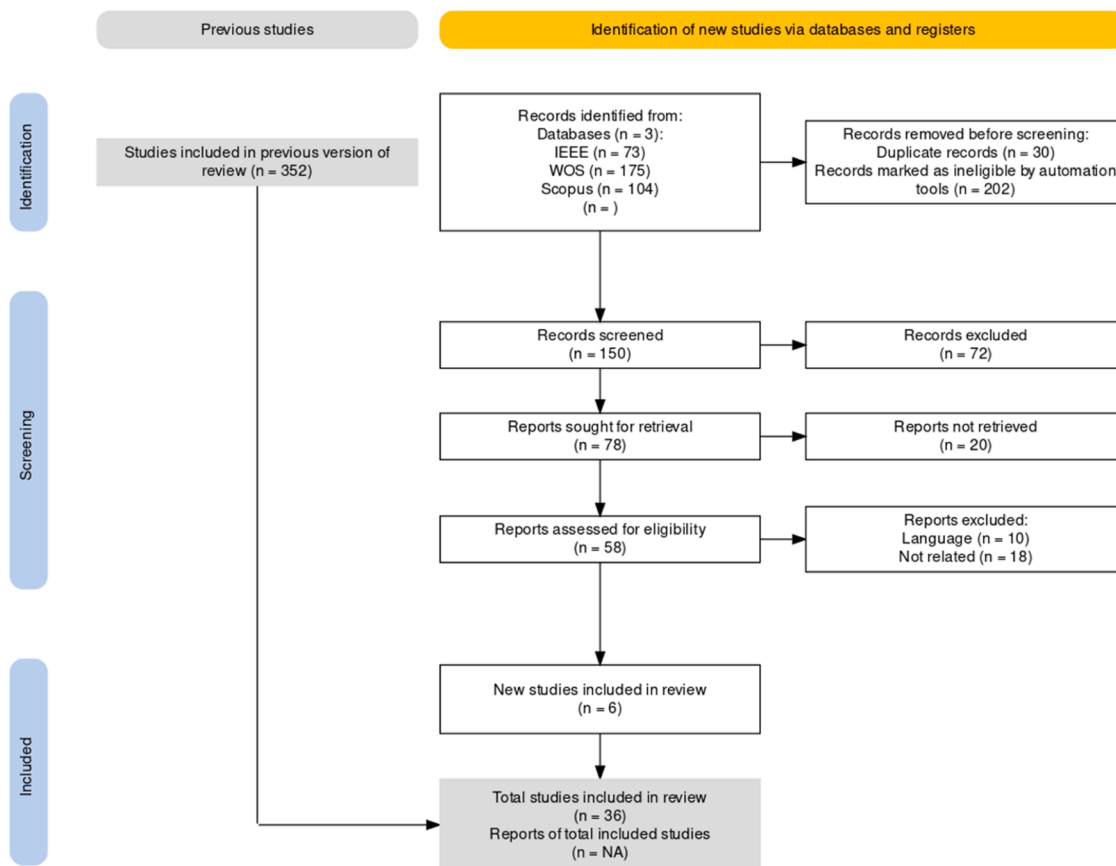 Previous studies
Identification of new studies via databases and registers
Identification
Studies included in previous version of
review (n = 352)
Records identified from:
Databases (n = 3):
IEEE (n = 73)
WOS (n = 175)
Scopus (n = 104)
(n = )
Records removed before screening:
Duplicate records (n = 30)
Records marked as ineligible by automation
tools (n = 202)
Screening
Records screened
(n = 150)
Records excluded
(n = 72)
Reports sought for retrieval
(n = 78)
Reports not retrieved
(n = 20)
Reports assessed for eligibility
(n = 58)
Reports excluded:
Language (n = 10)
Not related (n = 18)
Included
New studies included in review
(n = 6)
Total studies included in review
(n = 36)
Reports of total included studies
(n = NA)